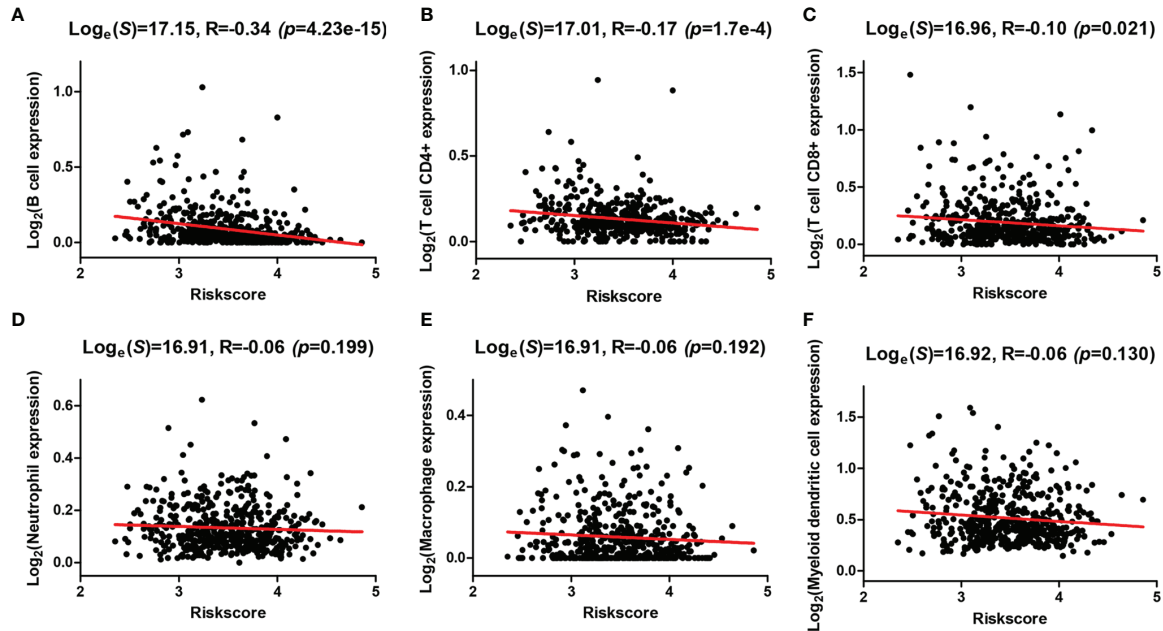 A
Logₑ(S)=17.15, R=-0.34 (p=4.23e-15)
Log₂(B cell expression)
1.0
0.5
0.0
2 3 4 5
Riskscore
B
Logₑ(S)=17.01, R=-0.17 (p=1.7e-4)
Log₂(T cell CD4+ expression)
1.0
0.5
0.0
2 3 4 5
Riskscore
C
Logₑ(S)=16.96, R=-0.10 (p=0.021)
Log₂(T cell CD8+ expression)
1.5
1.0
0.5
0.0
2 3 4 5
Riskscore
D
Logₑ(S)=16.91, R=-0.06 (p=0.199)
Log₂(Neutrophil expression)
0.6
0.4
0.2
0.0
2 3 4 5
Riskscore
E
Logₑ(S)=16.91, R=-0.06 (p=0.192)
Log₂(Macrophage expression)
0.4
0.2
0.0
2 3 4 5
Riskscore
F
Logₑ(S)=16.92, R=-0.06 (p=0.130)
Log₂(Myeloid dendritic cell expression)
1.5
1.0
0.5
0.0
2 3 4 5
Riskscore